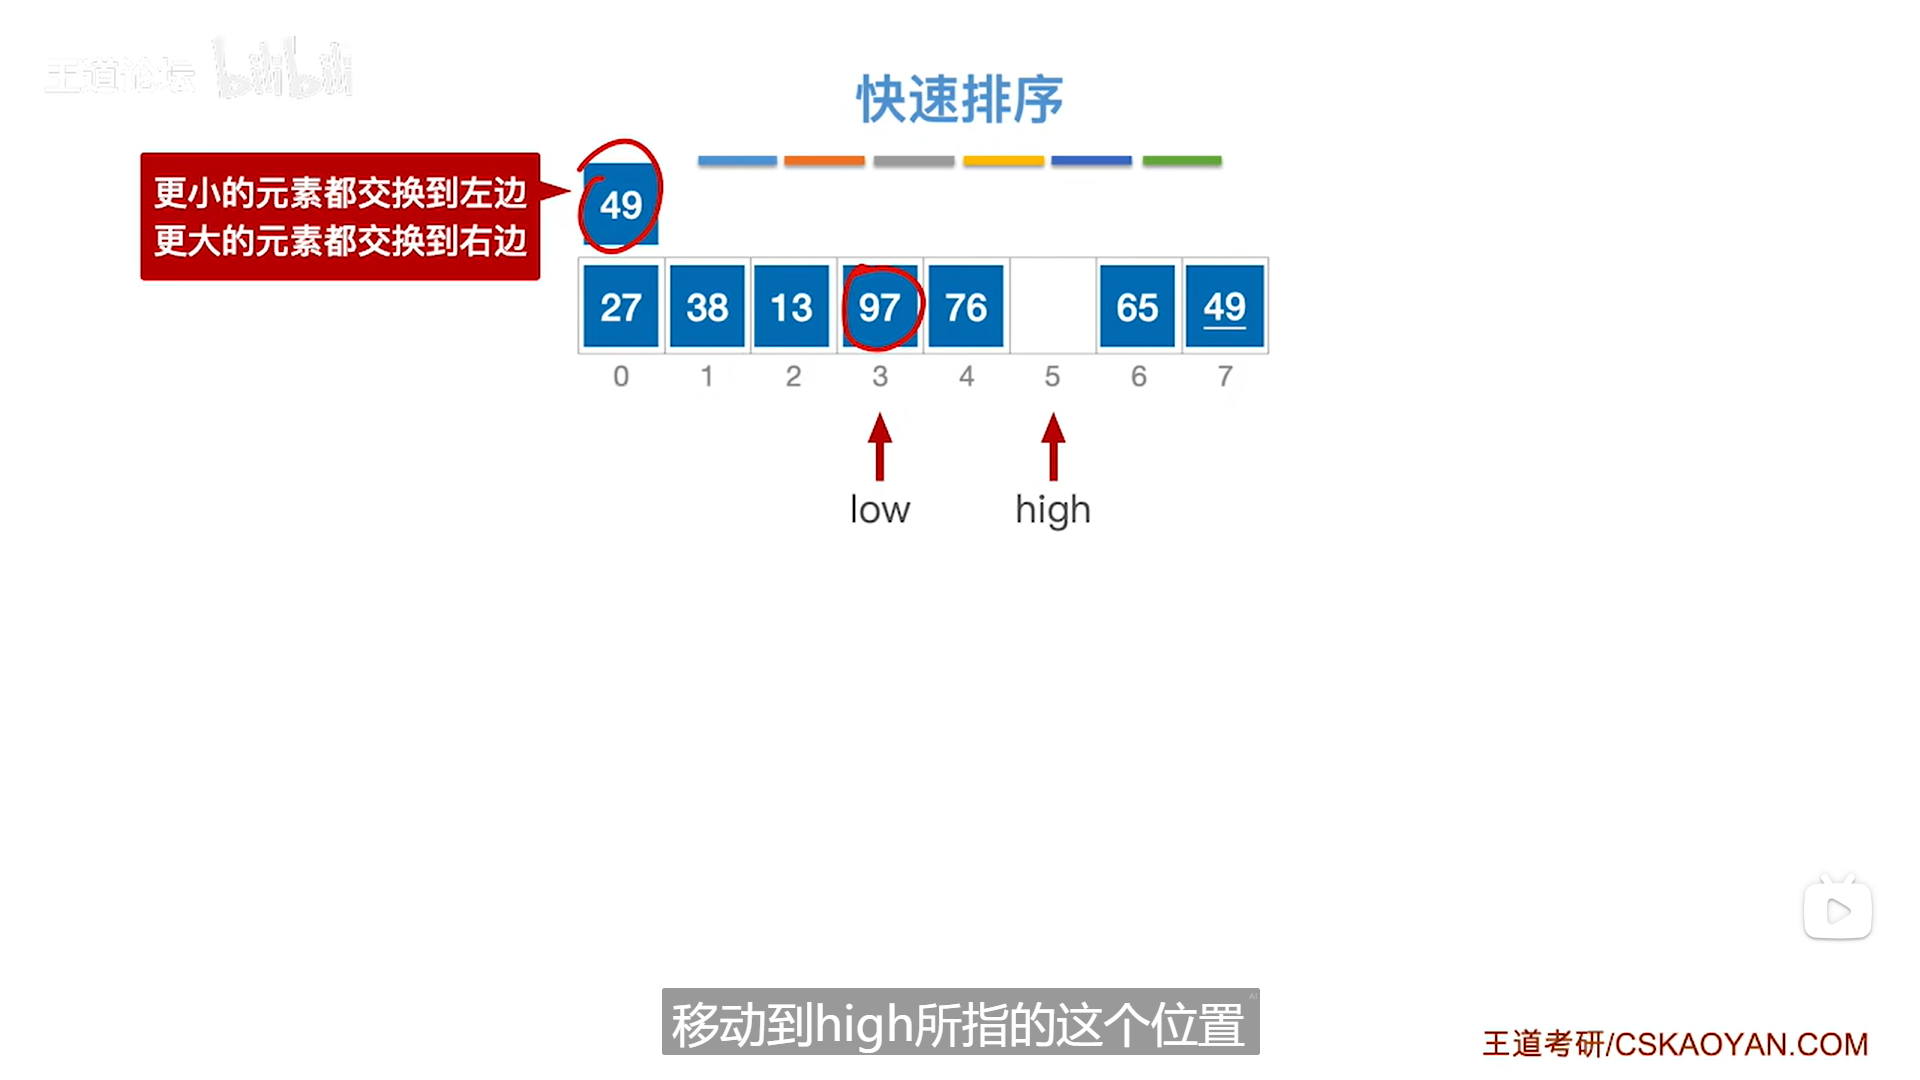 王道论坛 bilibili
快速排序
更小的元素都交换到左边
更大的元素都交换到右边
49
27 38 13 97 76 65 49
0 1 2 3 4 5 6 7
low high
移动到high所指的这个位置
AI
王道考研/CSKAOYAN.COM